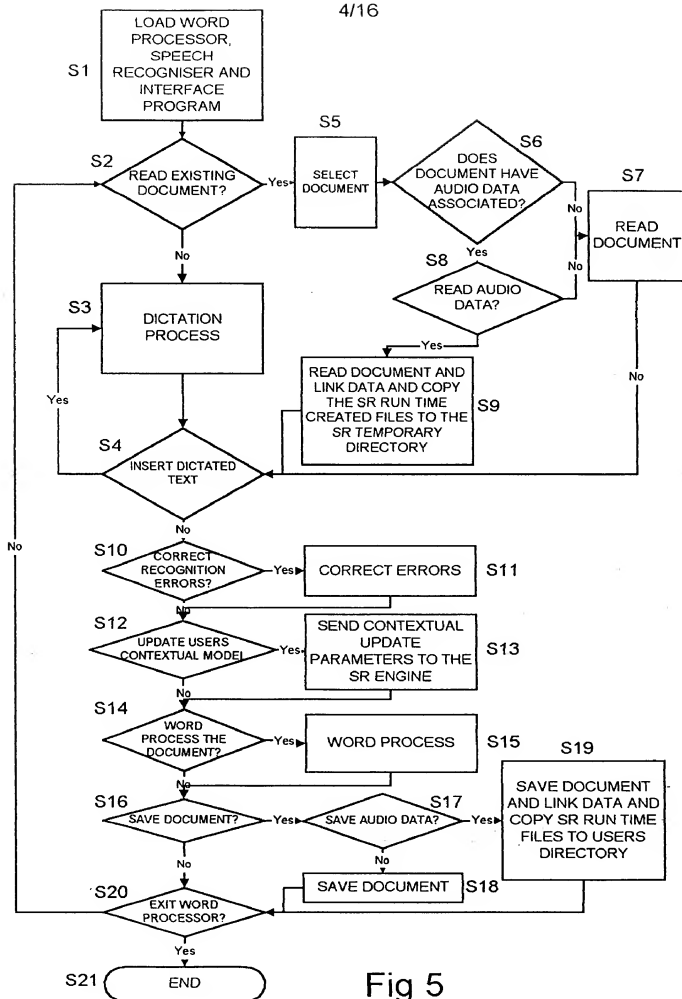 4/16
S1
LOAD WORD
PROCESSOR,
SPEECH
RECOGNISER AND
INTERFACE
PROGRAM
S2
READ EXISTING
DOCUMENT?
Yes
S5
SELECT
DOCUMENT
S6
DOES
DOCUMENT HAVE
AUDIO DATA
ASSOCIATED?
No
S7
READ
DOCUMENT
No
Yes
S8
READ AUDIO
DATA?
No
Yes
S9
READ DOCUMENT AND
LINK DATA AND COPY
THE SR RUN TIME
CREATED FILES TO THE
SR TEMPORARY
DIRECTORY
No
S3
DICTATION
PROCESS
Yes
S4
INSERT DICTATED
TEXT
No
No
S10
CORRECT
RECOGNITION
ERRORS?
Yes
CORRECT ERRORS
S11
No
S12
UPDATE USERS
CONTEXTUAL MODEL
Yes
SEND CONTEXTUAL
UPDATE
PARAMETERS TO THE
SR ENGINE
S13
No
S14
WORD
PROCESS THE
DOCUMENT?
Yes
WORD PROCESS
S15
No
S16
SAVE DOCUMENT?
Yes
S17
SAVE AUDIO DATA?
Yes
S19
SAVE DOCUMENT
AND LINK DATA AND
COPY SR RUN TIME
FILES TO USERS
DIRECTORY
No
No
SAVE DOCUMENT
S18
S20
EXIT WORD
PROCESSOR?
Yes
S21
END
Fig 5